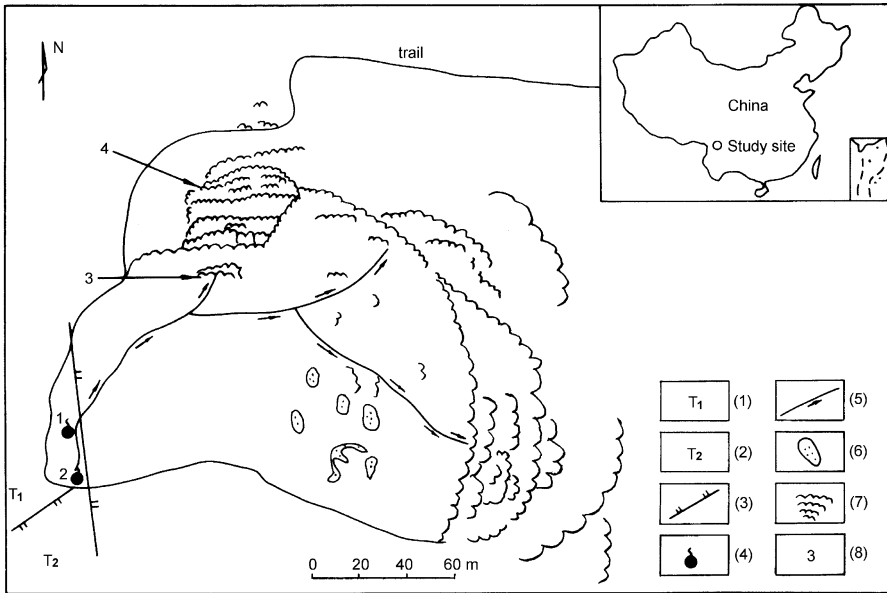 N
trail
China
Study site
4
3
1
2
T1
T2
0 20 60 m
T1 (1)
(5)
T2 (2)
(6)
(3)
(7)
(4)
3 (8)